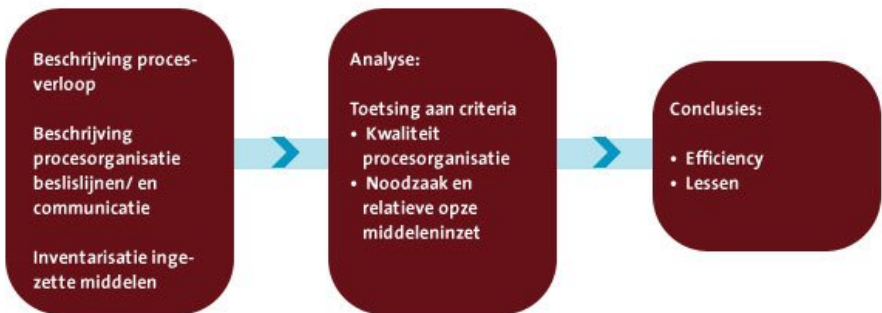 Beschrijving proces-
verloop
Beschrijving
procesorganisatie
beslislijnen/ en
communicatie
Inventarisatie inge-
zette middelen
Analyse:
Toetsing aan criteria
• Kwaliteit
procesorganisatie
• Noodzaak en
relatieve opze
middeleninzet
Conclusies:
• Efficiency
• Lessen